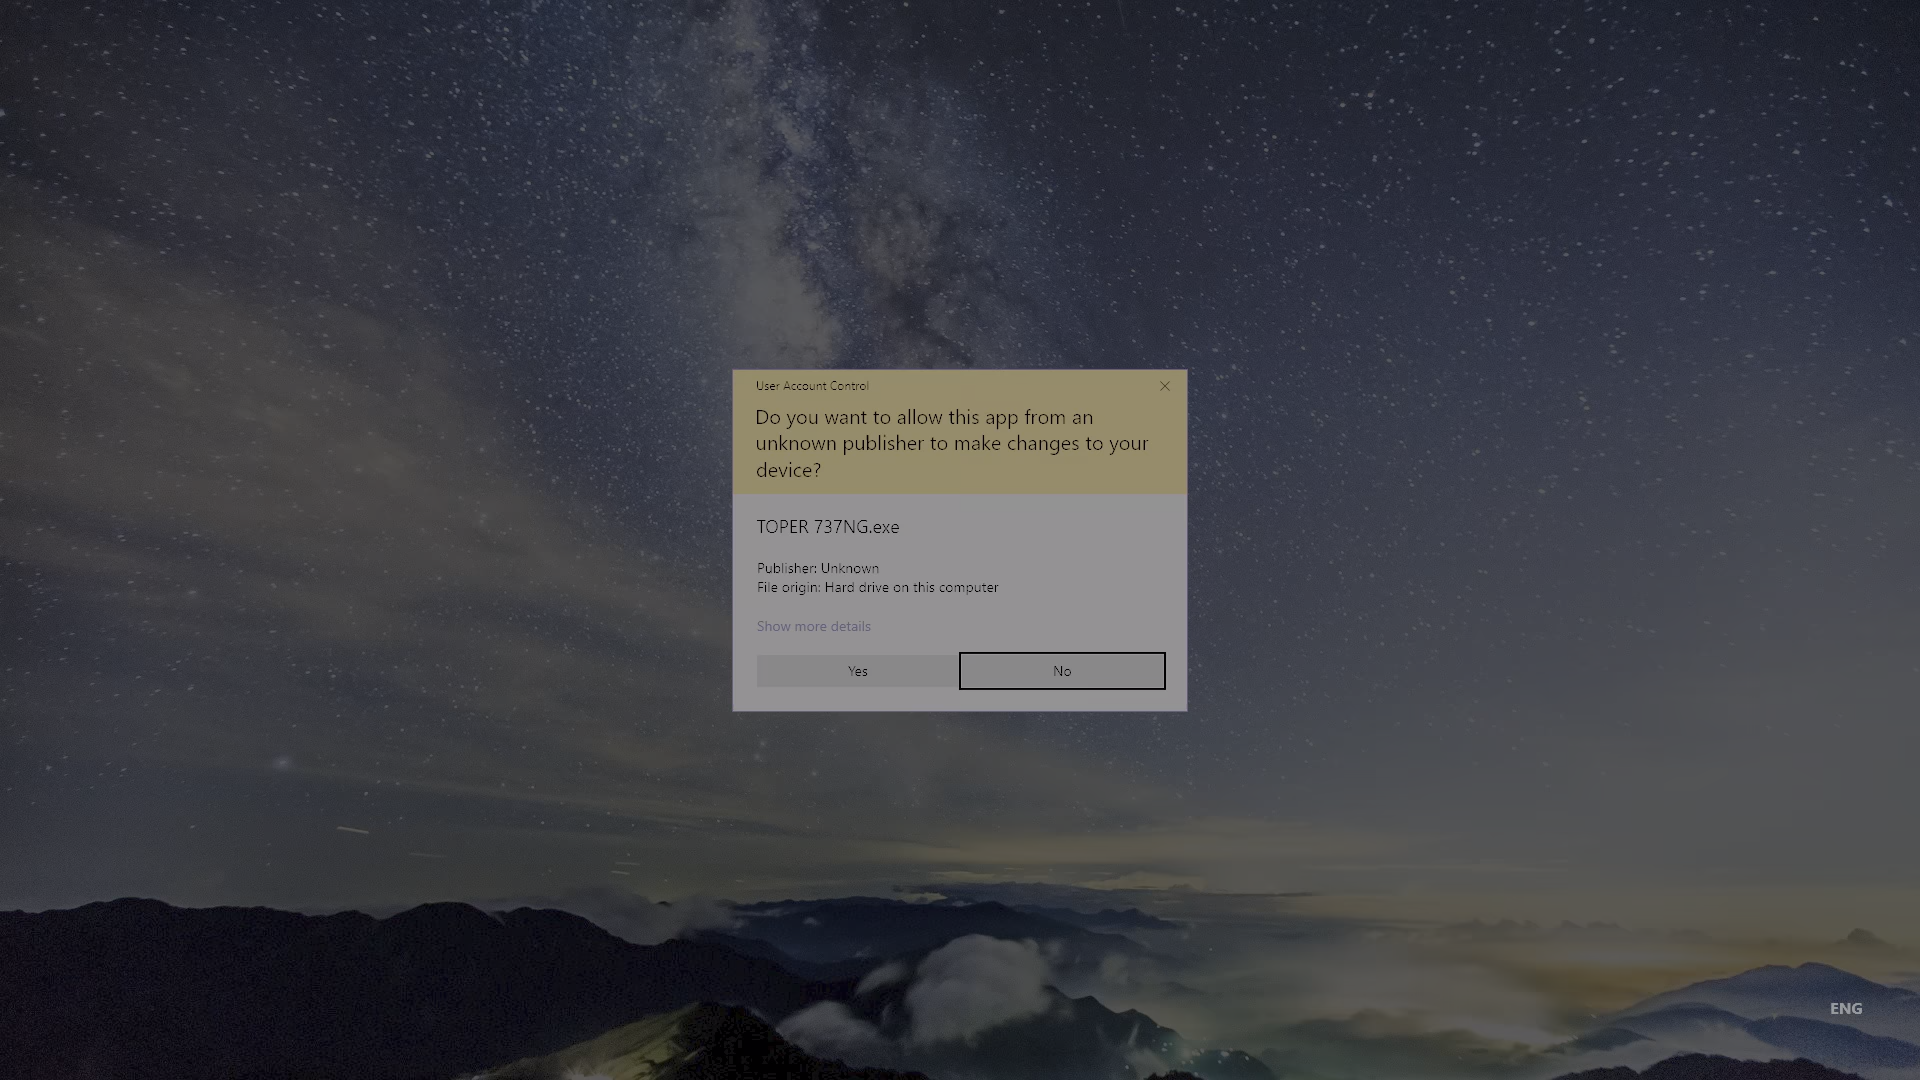 User Account Control
Do you want to allow this app from an
unknown publisher to make changes to your
device?
TOPER 737NG.exe
Publisher: Unknown
File origin: Hard drive on this computer
Show more details
Yes
No
ENG